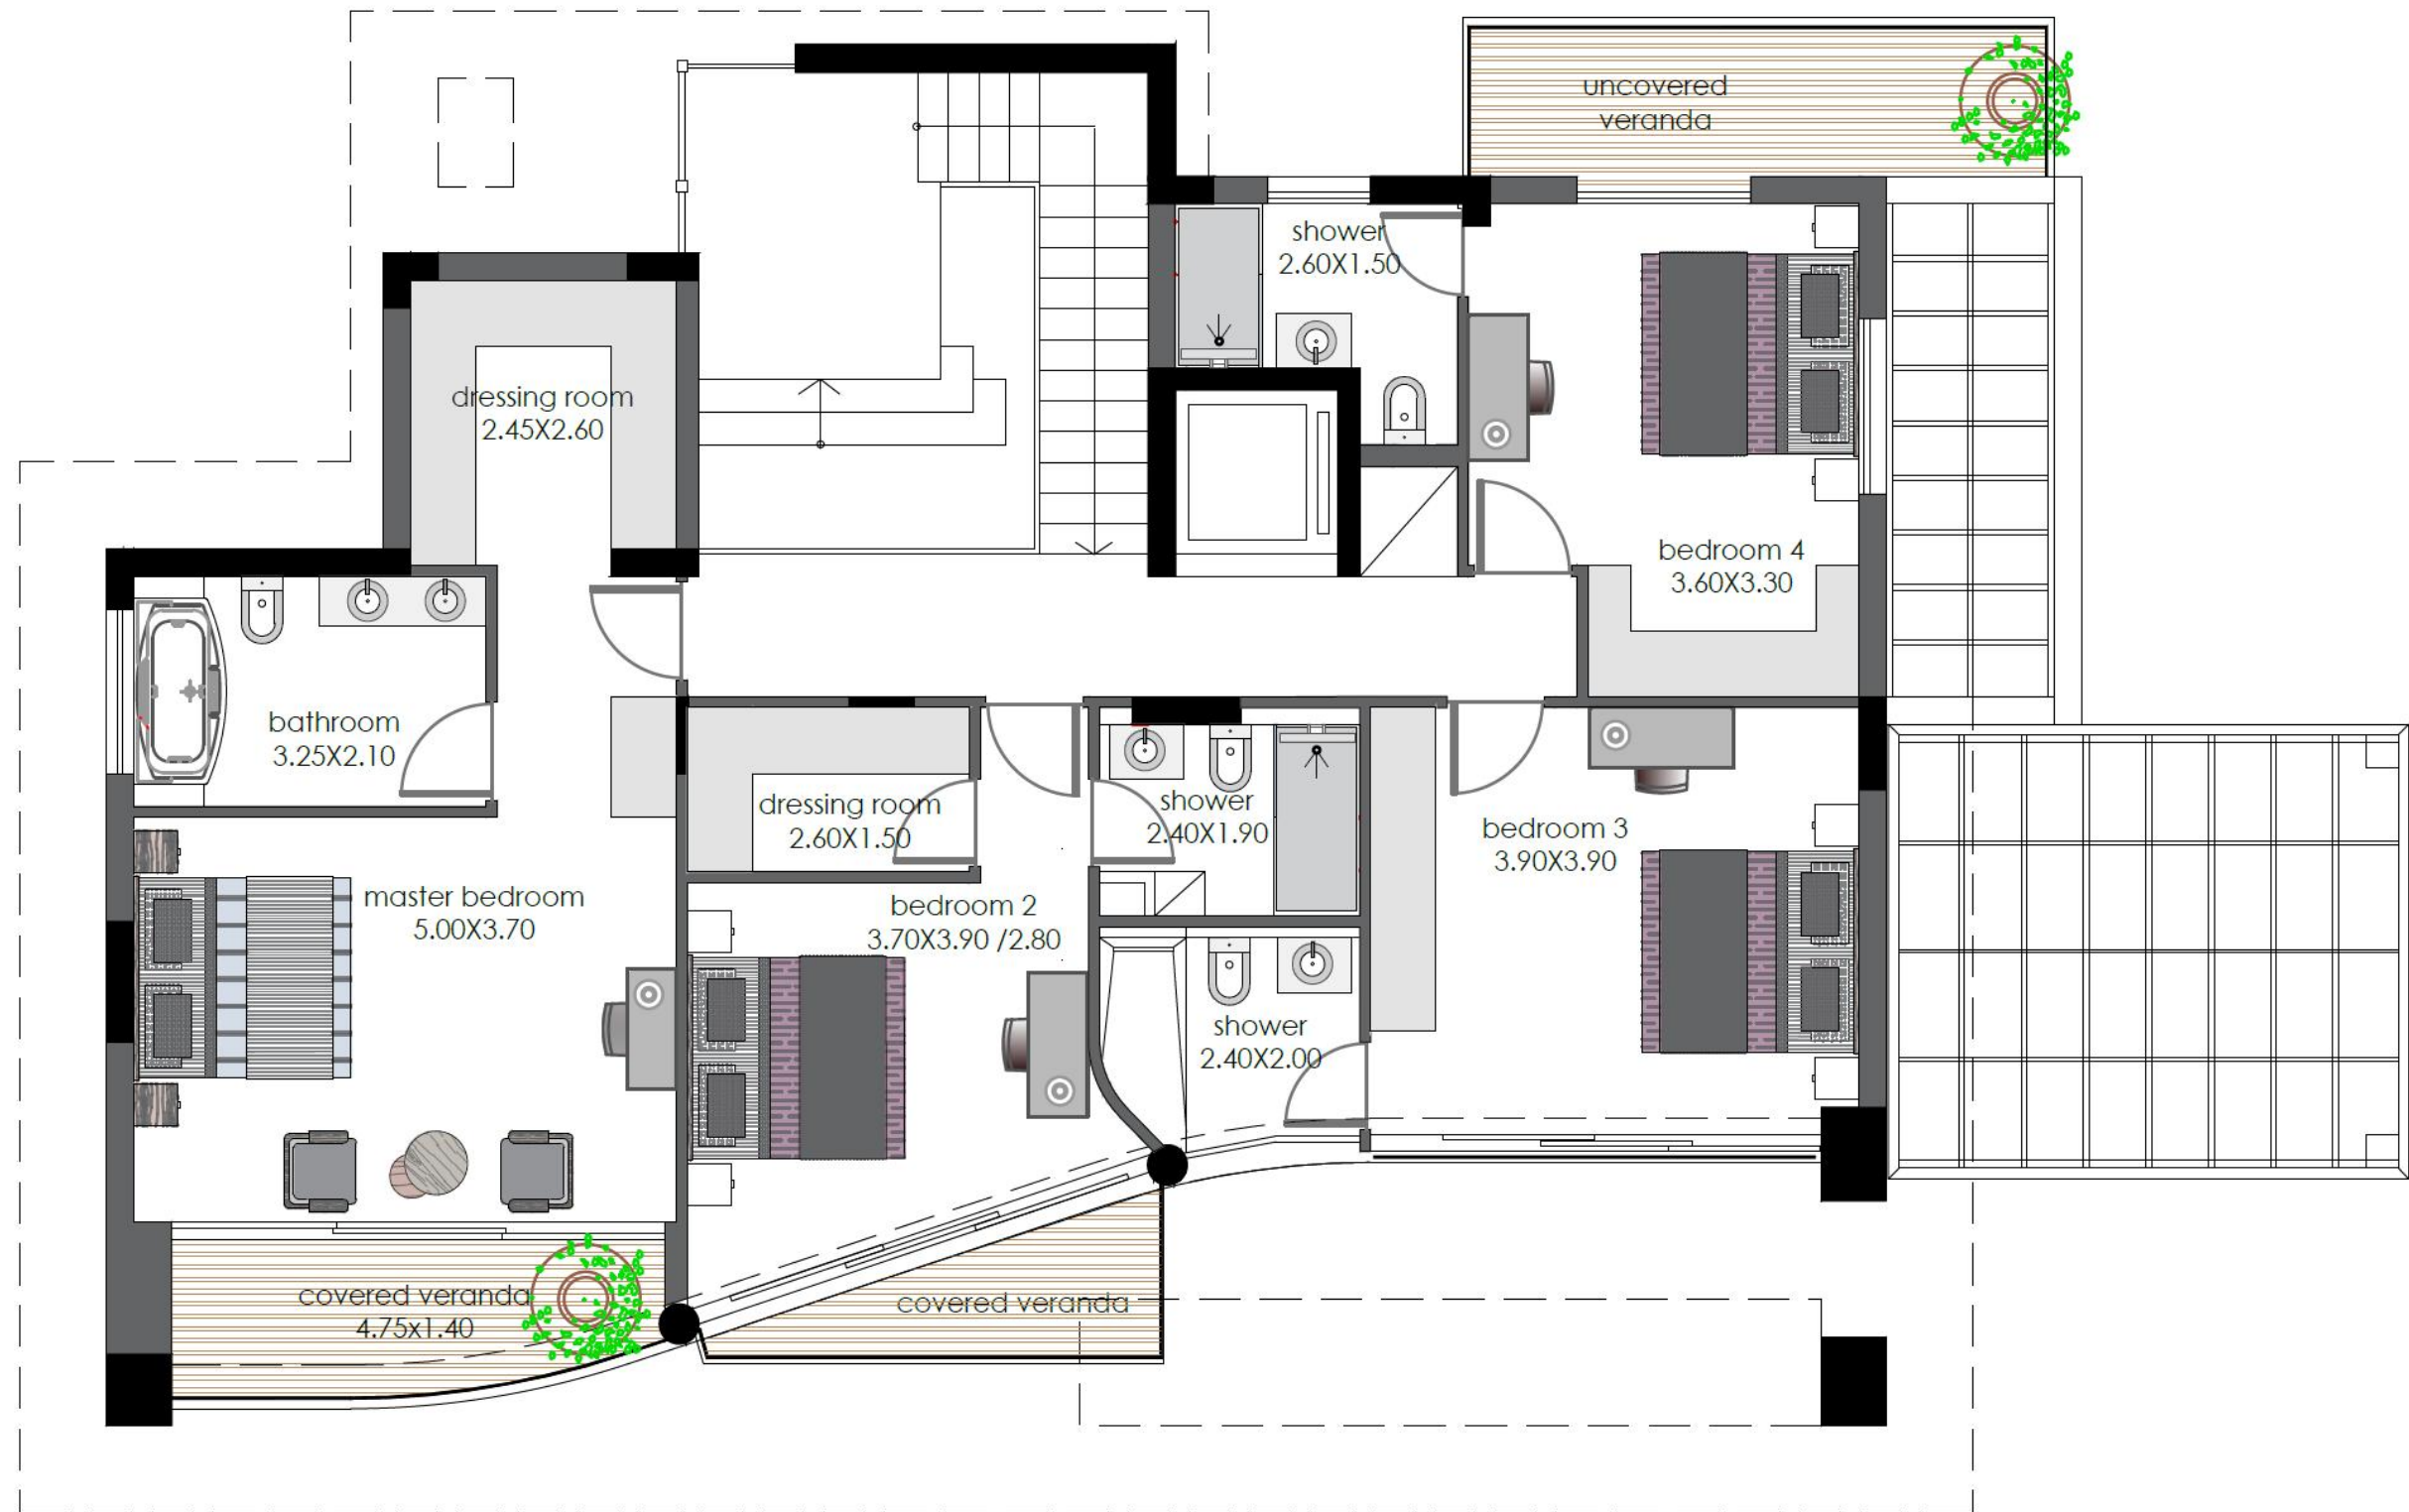 uncovered
veranda
shower
2.60X1.50
dressing room
2.45X2.60
bedroom 4
3.60X3.30
bathroom
3.25X2.10
dressing room
2.60X1.50
shower
2.40X1.90
bedroom 3
3.90X3.90
master bedroom
5.00X3.70
bedroom 2
3.70X3.90 /2.80
shower
2.40X2.00
covered veranda
4.75x1.40
covered veranda